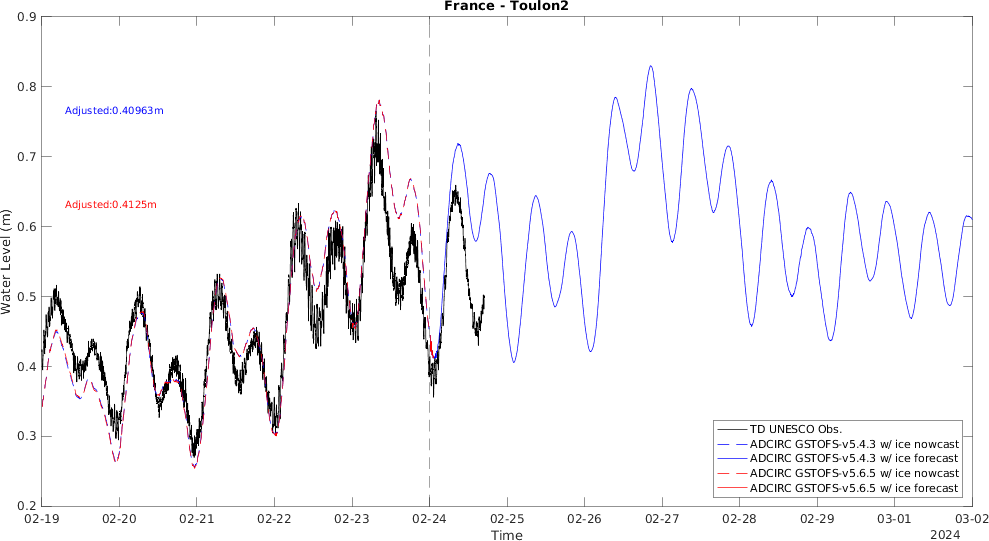 France - Toulon2
0.9
0.8
0.7
0.6
0.5
0.4
0.3
0.2
Water Level (m)
Adjusted:0.40963m
Adjusted:0.4125m
TD UNESCO Obs.
ADCIRC GSTOFS-v5.4.3 w/ ice nowcast
ADCIRC GSTOFS-v5.4.3 w/ ice forecast
ADCIRC GSTOFS-v5.6.5 w/ ice nowcast
ADCIRC GSTOFS-v5.6.5 w/ ice forecast
02-19 02-20 02-21 02-22 02-23 02-24 02-25 02-26 02-27 02-28 02-29 03-01 03-02
Time
2024